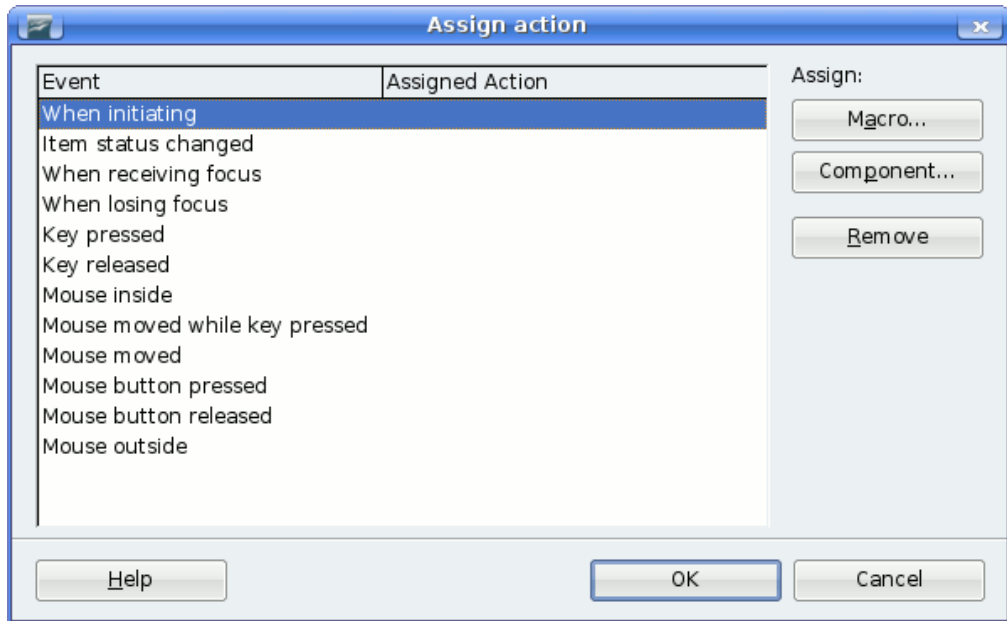 Assign action
Event Assigned Action
When initiating
Item status changed
When receiving focus
When losing focus
Key pressed
Key released
Mouse inside
Mouse moved while key pressed
Mouse moved
Mouse button pressed
Mouse button released
Mouse outside
Assign:
Macro...
Component...
Remove
Help
OK
Cancel